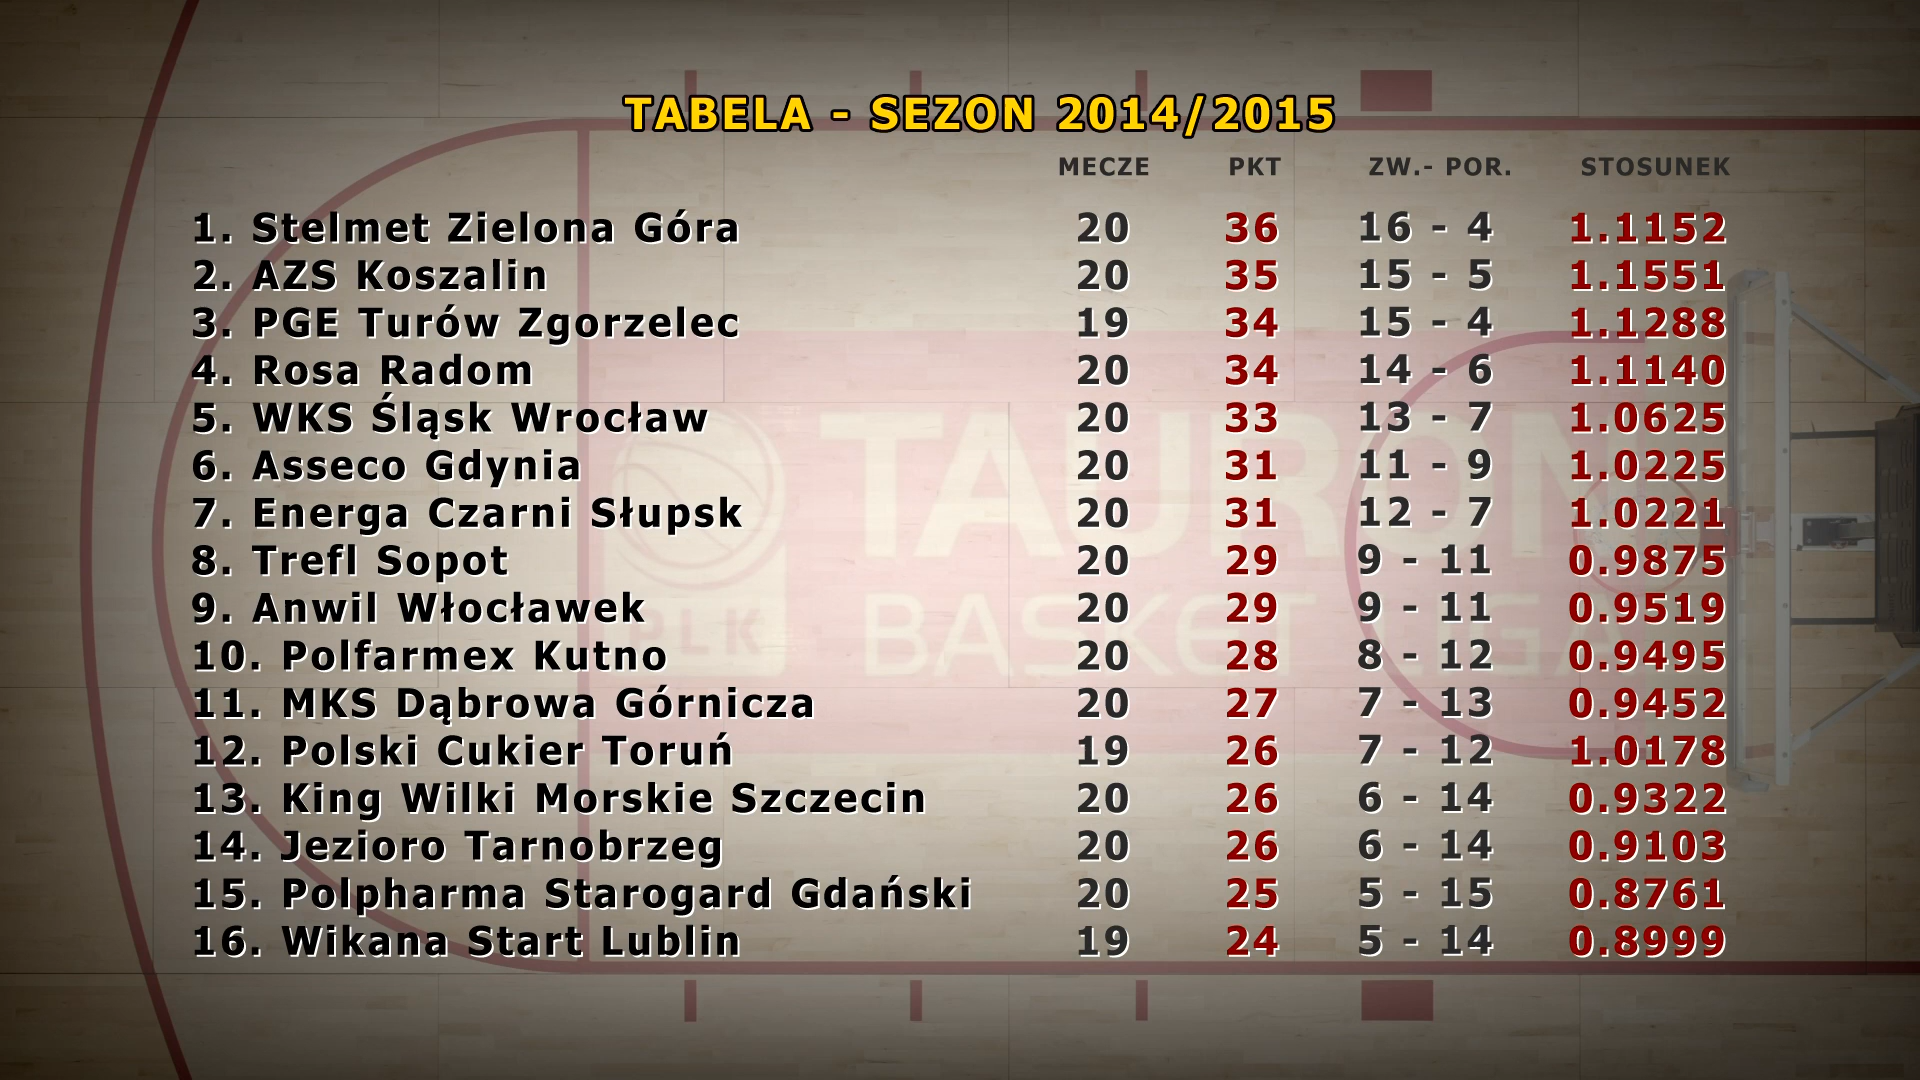 TABELA - SEZON 2014/2015
MECZE PKT ZW.- POR. STOSUNEK
1. Stelmet Zielona Góra 20 36 16 - 4 1.1152
2. AZS Koszalin 20 35 15 - 5 1.1551
3. PGE Turów Zgorzelec 19 34 15 - 4 1.1288
4. Rosa Radom 20 34 14 - 6 1.1140
5. WKS Śląsk Wrocław 20 33 13 - 7 1.0625
6. Asseco Gdynia 20 31 11 - 9 1.0225
7. Energa Czarni Słupsk 20 31 12 - 7 1.0221
8. Trefl Sopot 20 29 9 - 11 0.9875
9. Anwil Włocławek 20 29 9 - 11 0.9519
10. Polfarmex Kutno 20 28 8 - 12 0.9495
11. MKS Dąbrowa Górnicza 20 27 7 - 13 0.9452
12. Polski Cukier Toruń 19 26 7 - 12 1.0178
13. King Wilki Morskie Szczecin 20 26 6 - 14 0.9322
14. Jezioro Tarnobrzeg 20 26 6 - 14 0.9103
15. Polpharma Starogard Gdański 20 25 5 - 15 0.8761
16. Wikana Start Lublin 19 24 5 - 14 0.8999
TAURON
BASKET LIGA
PLK